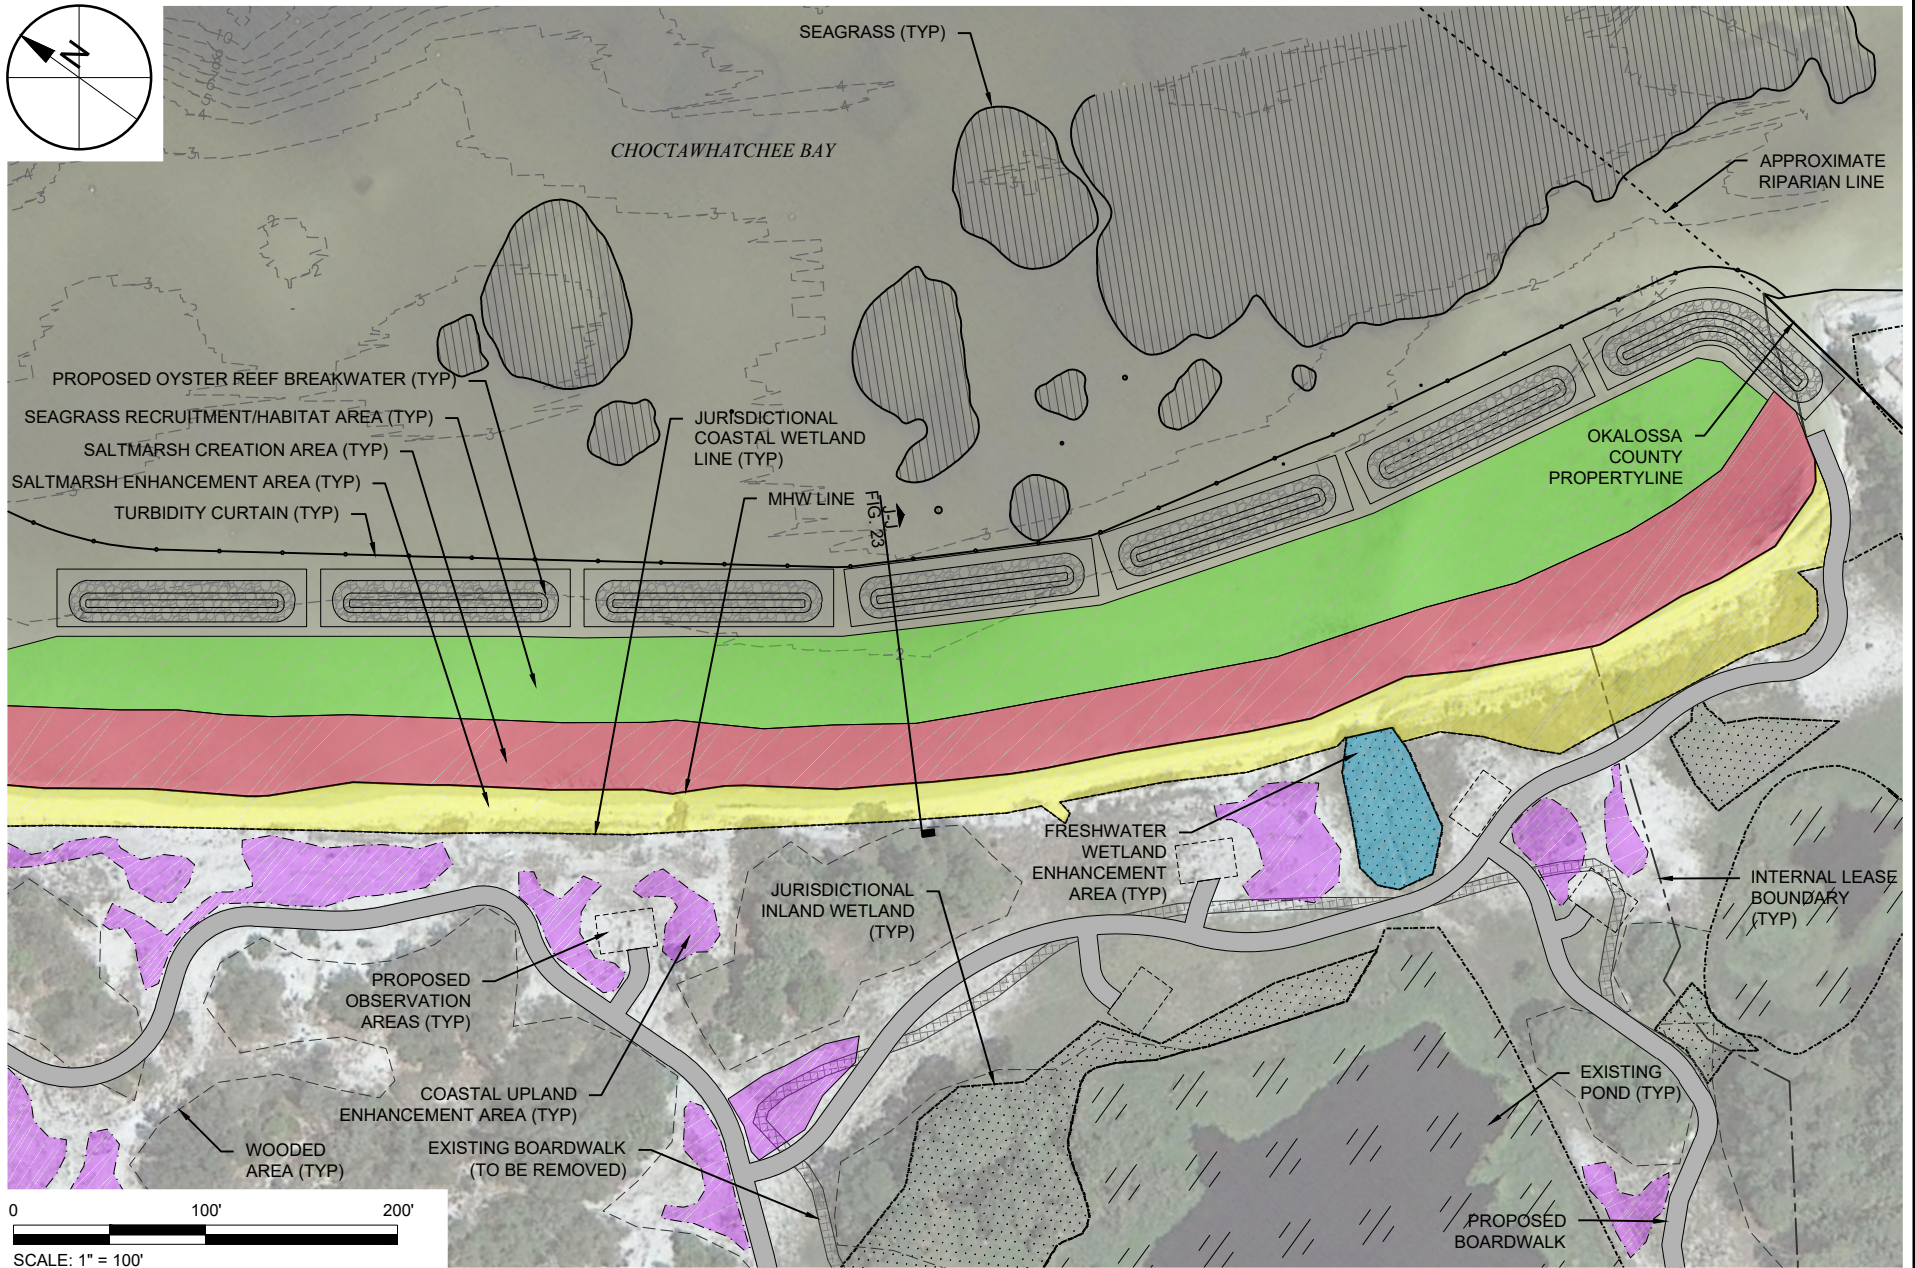 N
SEAGRASS (TYP)
CHOCTAWHATCHEE BAY
APPROXIMATE
RIPARIAN LINE
PROPOSED OYSTER REEF BREAKWATER (TYP)
SEAGRASS RECRUITMENT/HABITAT AREA (TYP)
SALTMARSH CREATION AREA (TYP)
SALTMARSH ENHANCEMENT AREA (TYP)
TURBIDITY CURTAIN (TYP)
JURISDICTIONAL
COASTAL WETLAND
LINE (TYP)
MHW LINE
FIG. 23
OKALOSSA
COUNTY
PROPERTYLINE
FRESHWATER
WETLAND
ENHANCEMENT
AREA (TYP)
JURISDICTIONAL
INLAND WETLAND
(TYP)
INTERNAL LEASE
BOUNDARY
(TYP)
PROPOSED
OBSERVATION
AREAS (TYP)
COASTAL UPLAND
ENHANCEMENT AREA (TYP)
EXISTING
POND (TYP)
WOODED
AREA (TYP)
EXISTING BOARDWALK
(TO BE REMOVED)
PROPOSED
BOARDWALK
0 100' 200'
SCALE: 1" = 100'